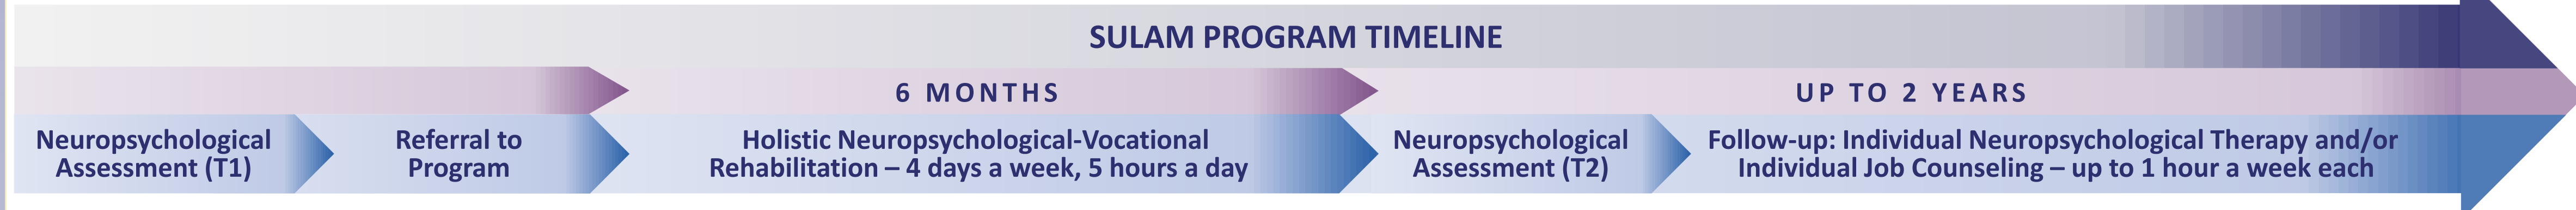 SULAM PROGRAM TIMELINE
6 MONTHS
UP TO 2 YEARS
Neuropsychological
Assessment (T1)
Referral to
Program
Holistic Neuropsychological-Vocational
Rehabilitation – 4 days a week, 5 hours a day
Neuropsychological
Assessment (T2)
Follow-up: Individual Neuropsychological Therapy and/or
Individual Job Counseling – up to 1 hour a week each